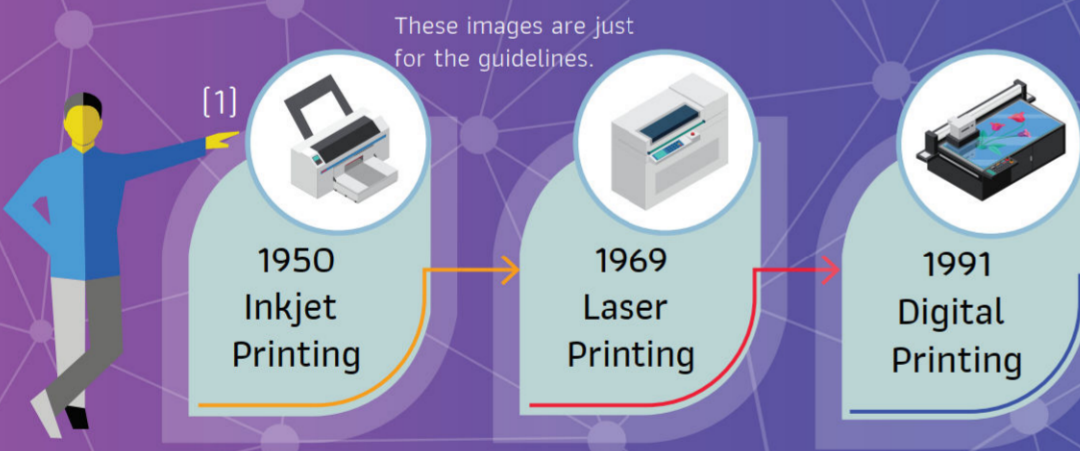 These images are just
for the guidelines.
(1)
1950
Inkjet
Printing
1969
Laser
Printing
1991
Digital
Printing